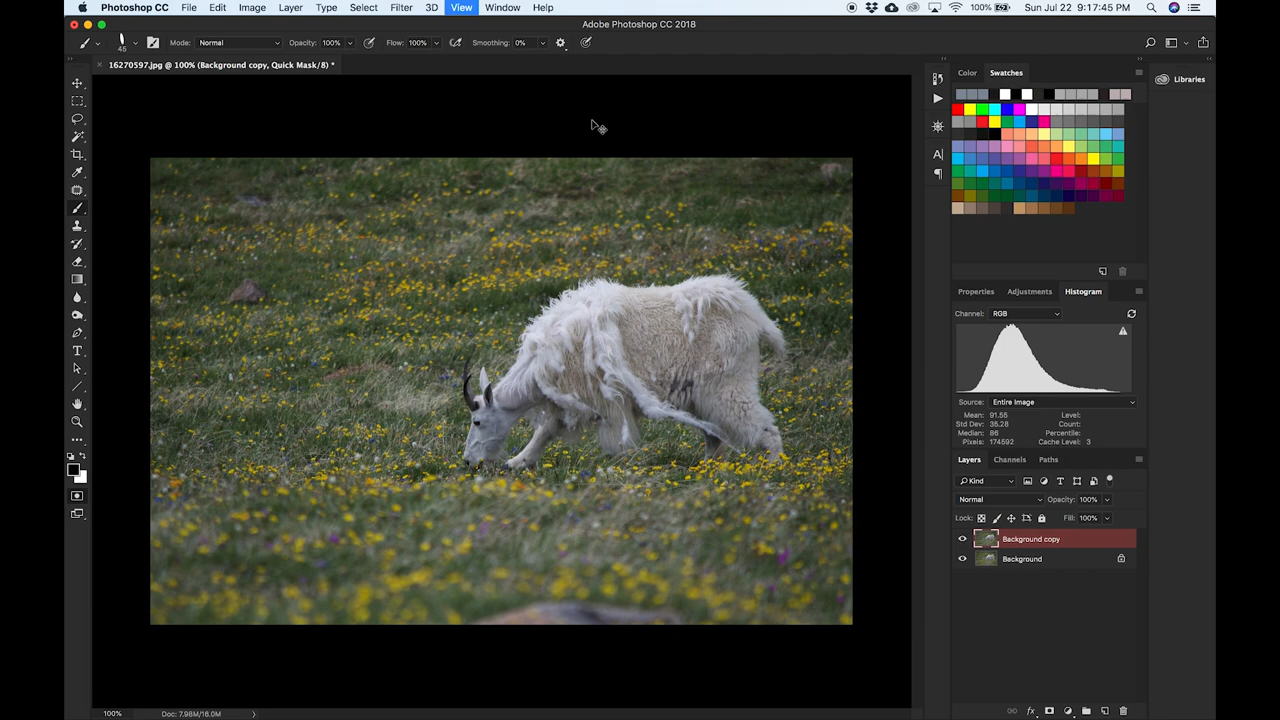 Photoshop CC File Edit Image Layer Type Select Filter 3D View Window Help 100% Sun Jul 22 9:17:45 PM
Adobe Photoshop CC 2018
45 Mode: Normal Opacity: 100% Flow: 100% Smoothing: 0%
16270597.jpg @ 100% (Background copy, Quick Mask/8) *
Color Swatches
Libraries
Properties Adjustments Histogram
Channel: RGB
Source: Entire Image
Mean: 91.55 Level:
Std Dev: 35.28 Count:
Median: 86 Percentile:
Pixels: 174592 Cache Level: 3
Layers Channels Paths
Kind
Normal Opacity: 100%
Lock: Fill: 100%
Background copy
Background
fx
100% Doc: 7.98M/16.0M